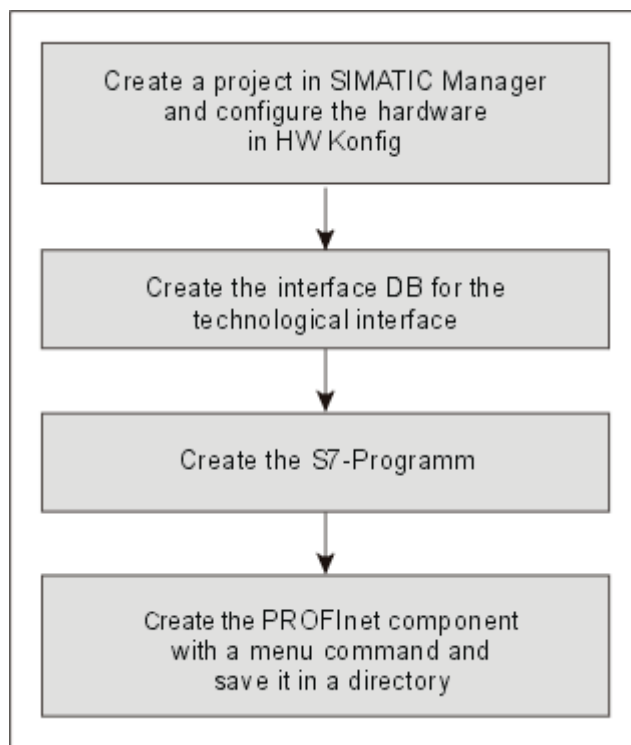 Create a project in SIMATIC Manager
and configure the hardware
in HW Konfig
Create the interface DB for the
technological interface
Create the S7-Programm
Create the PROFInet component
with a menu command and
save it in a directory